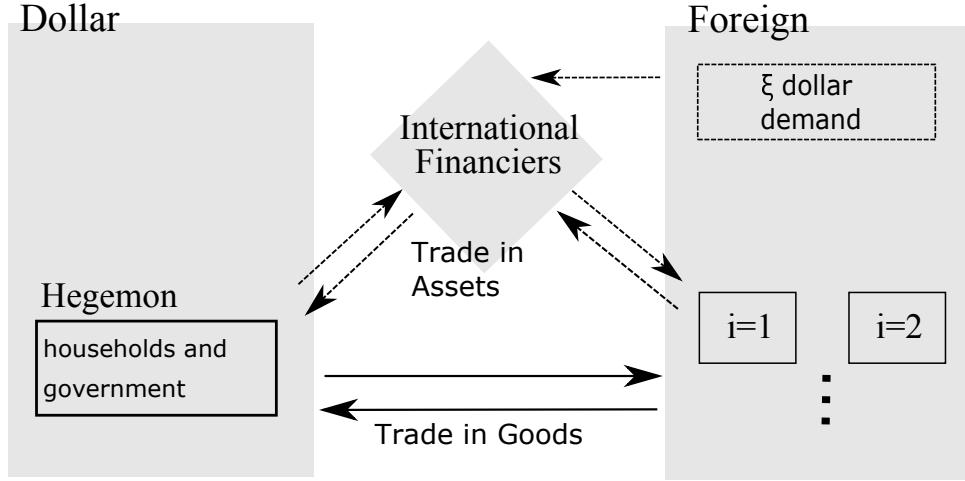 Dollar
Foreign
ξ dollar
demand
International
Financiers
Trade in
Assets
Hegemon
households and
government
i=1
i=2
Trade in Goods